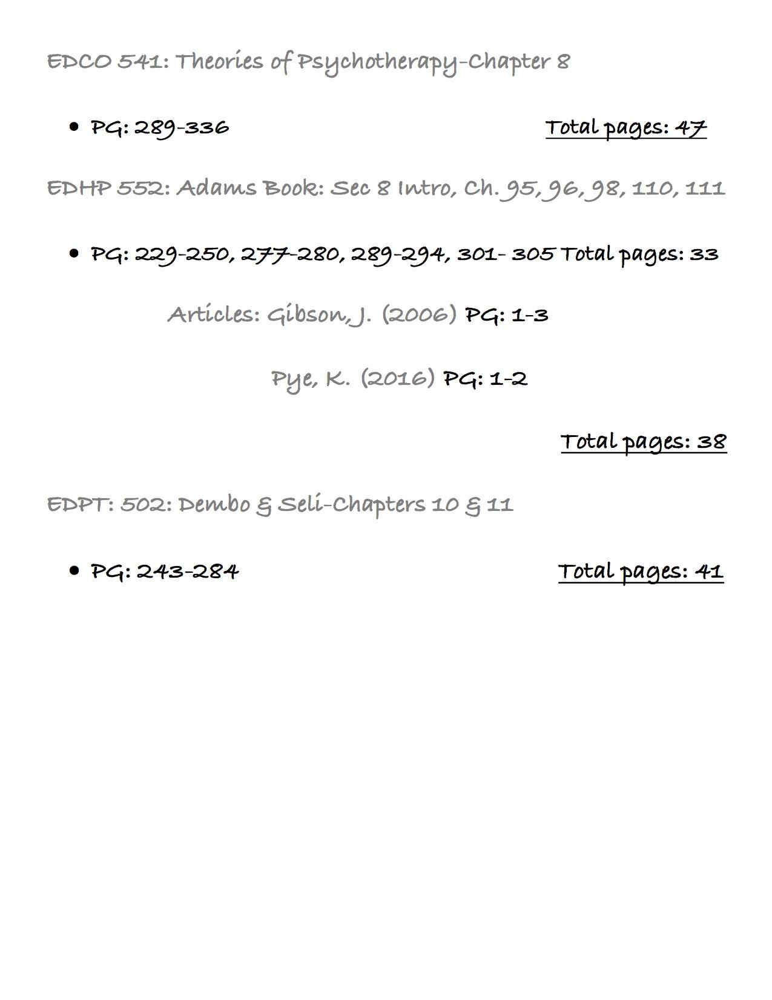 EDCO 541: Theories of Psychotherapy-Chapter 8
• PG: 289-336 Total pages: 47
EDHP 552: Adams Book: Sec 8 Intro, Ch. 95, 96, 98, 110, 111
• PG: 229-250, 277-280, 289-294, 301- 305 Total pages: 33
Articles: Gibson, J. (2006) PG: 1-3
Pye, K. (2016) PG: 1-2
Total pages: 38
EDPT: 502: Dembo & Seli-Chapters 10 & 11
• PG: 243-284 Total pages: 41